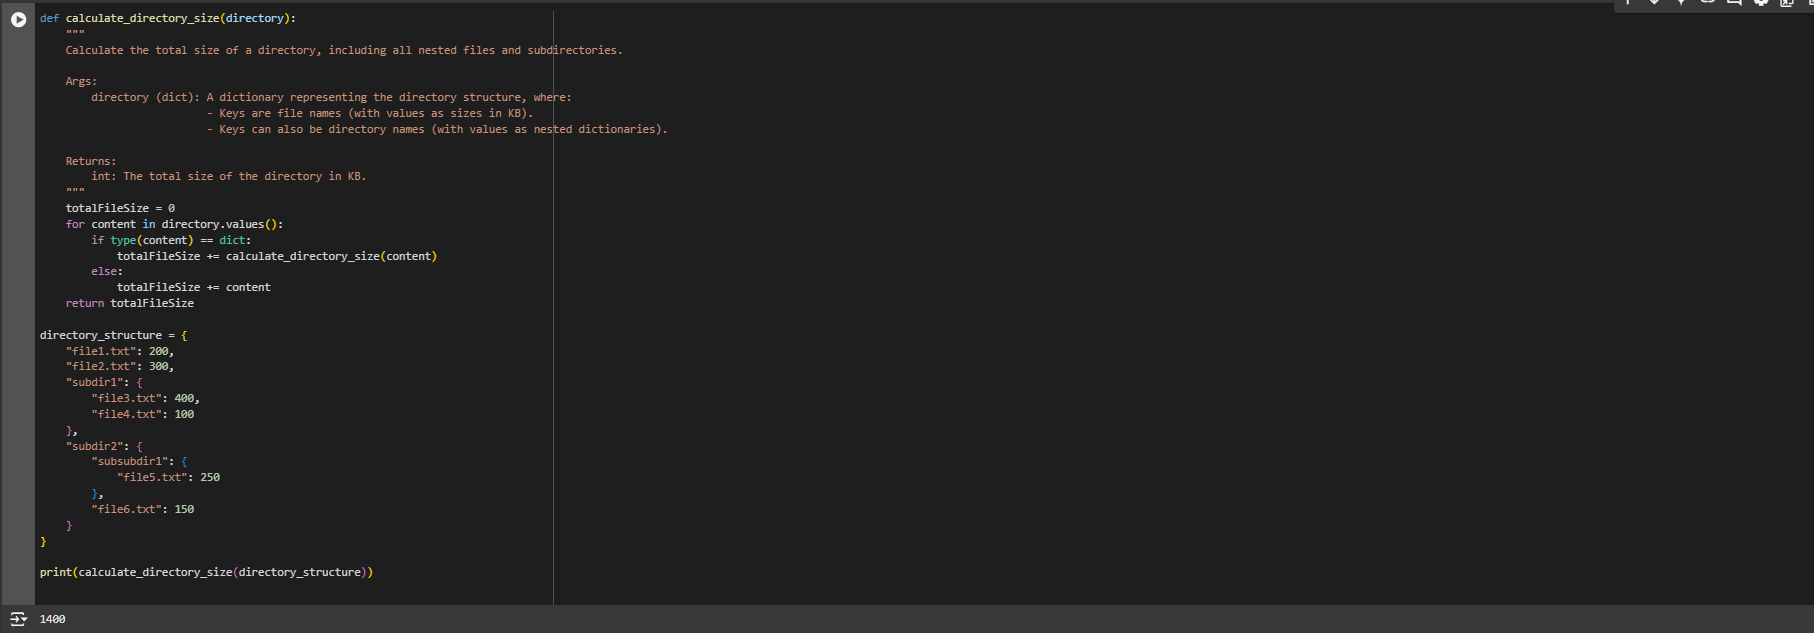 def calculate_directory_size(directory):
    """
    Calculate the total size of a directory, including all nested files and subdirectories.

    Args:
        directory (dict): A dictionary representing the directory structure, where:
                          - Keys are file names (with values as sizes in KB).
                          - Keys can also be directory names (with values as nested dictionaries).

    Returns:
        int: The total size of the directory in KB.
    """
    totalFileSize = 0
    for content in directory.values():
        if type(content) == dict:
            totalFileSize += calculate_directory_size(content)
        else:
            totalFileSize += content
    return totalFileSize

directory_structure = {
    "file1.txt": 200,
    "file2.txt": 300,
    "subdir1": {
        "file3.txt": 400,
        "file4.txt": 100
    },
    "subdir2": {
        "subsubdir1": {
            "file5.txt": 250
        },
        "file6.txt": 150
    }
}

print(calculate_directory_size(directory_structure))
1400